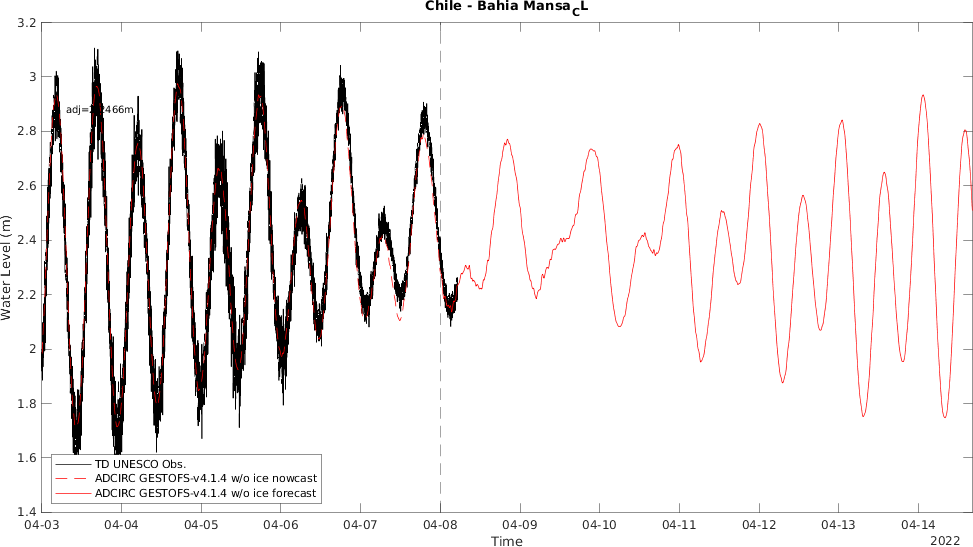 Chile - Bahia MansaCL
3.2
3
2.8
2.6
2.4
2.2
2
1.8
1.6
1.4
Water Level (m)
TD UNESCO Obs.
ADCIRC GESTOFS-v4.1.4 w/o ice nowcast
ADCIRC GESTOFS-v4.1.4 w/o ice forecast
04-03 04-04 04-05 04-06 04-07 04-08 04-09 04-10 04-11 04-12 04-13 04-14
Time
2022